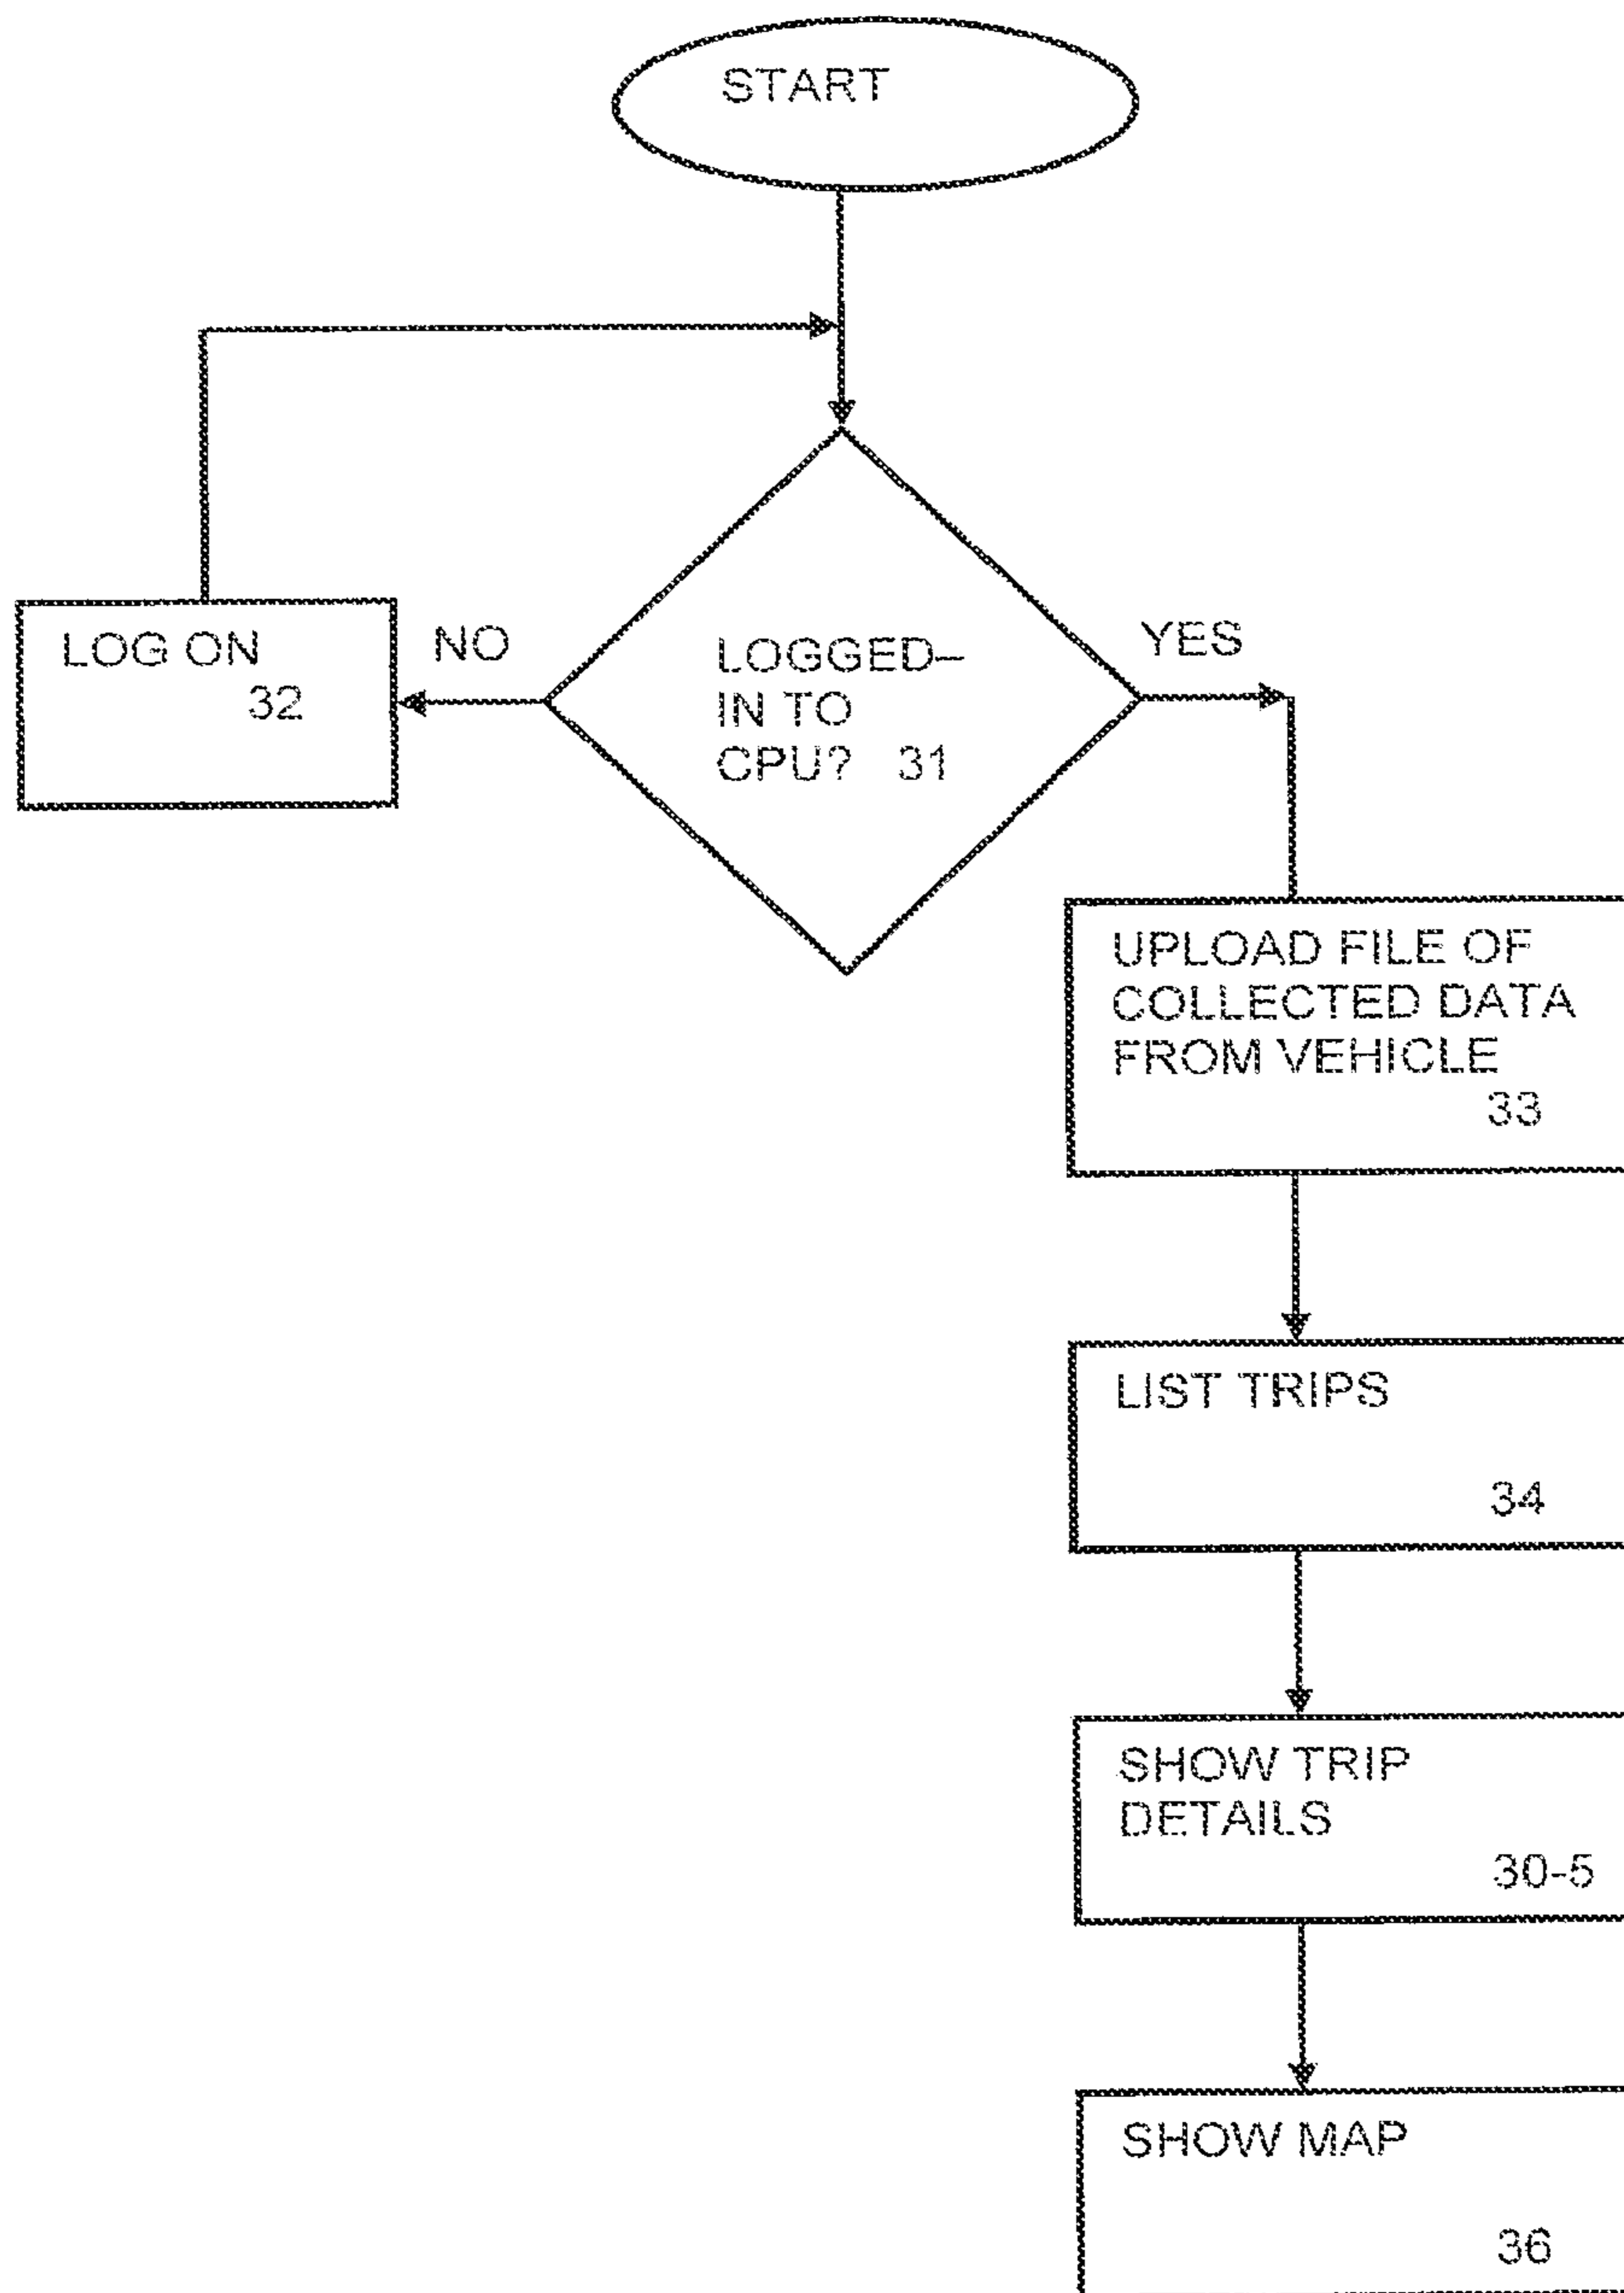 START
LOG ON
32
NO
LOGGED–
IN TO
CPU? 31
YES
UPLOAD FILE OF
COLLECTED DATA
FROM VEHICLE
33
LIST TRIPS
34
SHOW TRIP
DETAILS
30-5
SHOW MAP
36